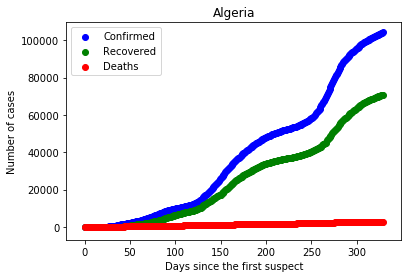 Algeria
Confirmed
Recovered
Deaths
100000
80000
60000
40000
20000
0
Number of cases
0 50 100 150 200 250 300
Days since the first suspect